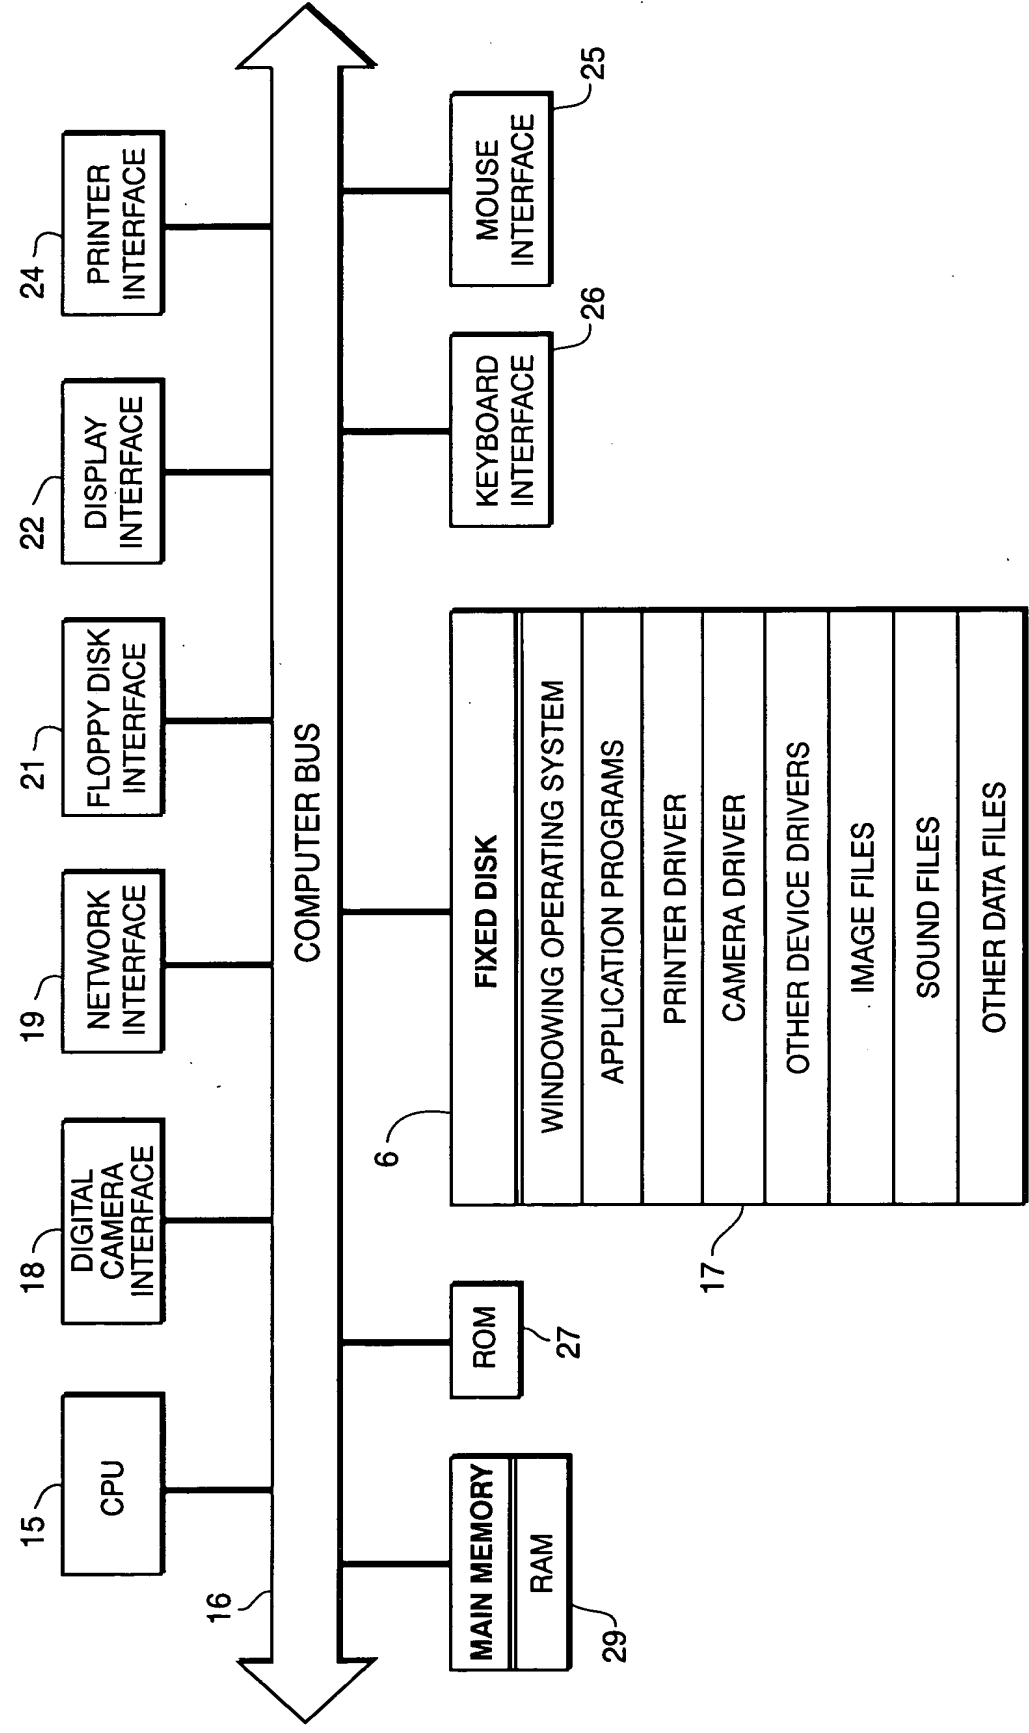 15
CPU
18
DIGITAL
CAMERA
INTERFACE
19
NETWORK
INTERFACE
21
FLOPPY DISK
INTERFACE
22
DISPLAY
INTERFACE
24
PRINTER
INTERFACE
16
COMPUTER BUS
MAIN MEMORY
RAM
29
ROM
27
6
FIXED DISK
WINDOWING OPERATING SYSTEM
APPLICATION PROGRAMS
PRINTER DRIVER
CAMERA DRIVER
OTHER DEVICE DRIVERS
IMAGE FILES
SOUND FILES
OTHER DATA FILES
17
KEYBOARD
INTERFACE
26
MOUSE
INTERFACE
25